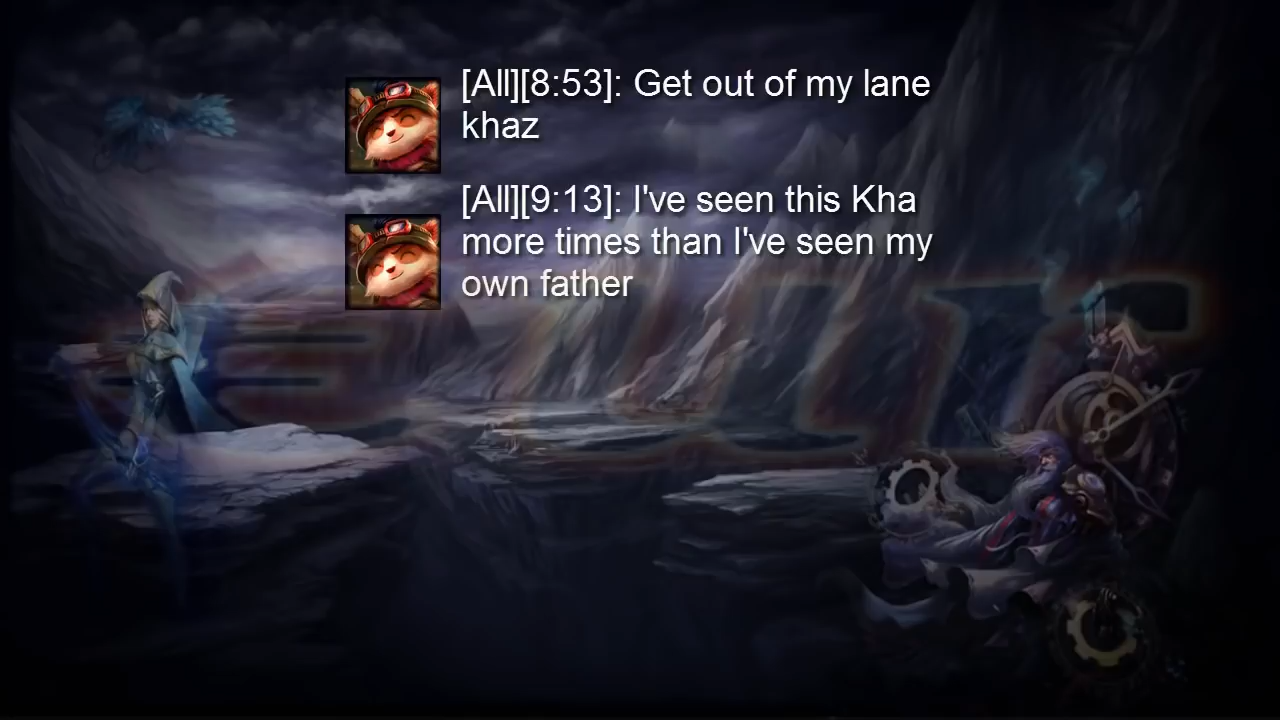 [All][8:53]: Get out of my lane
khaz
[All][9:13]: I've seen this Kha
more times than I've seen my
own father